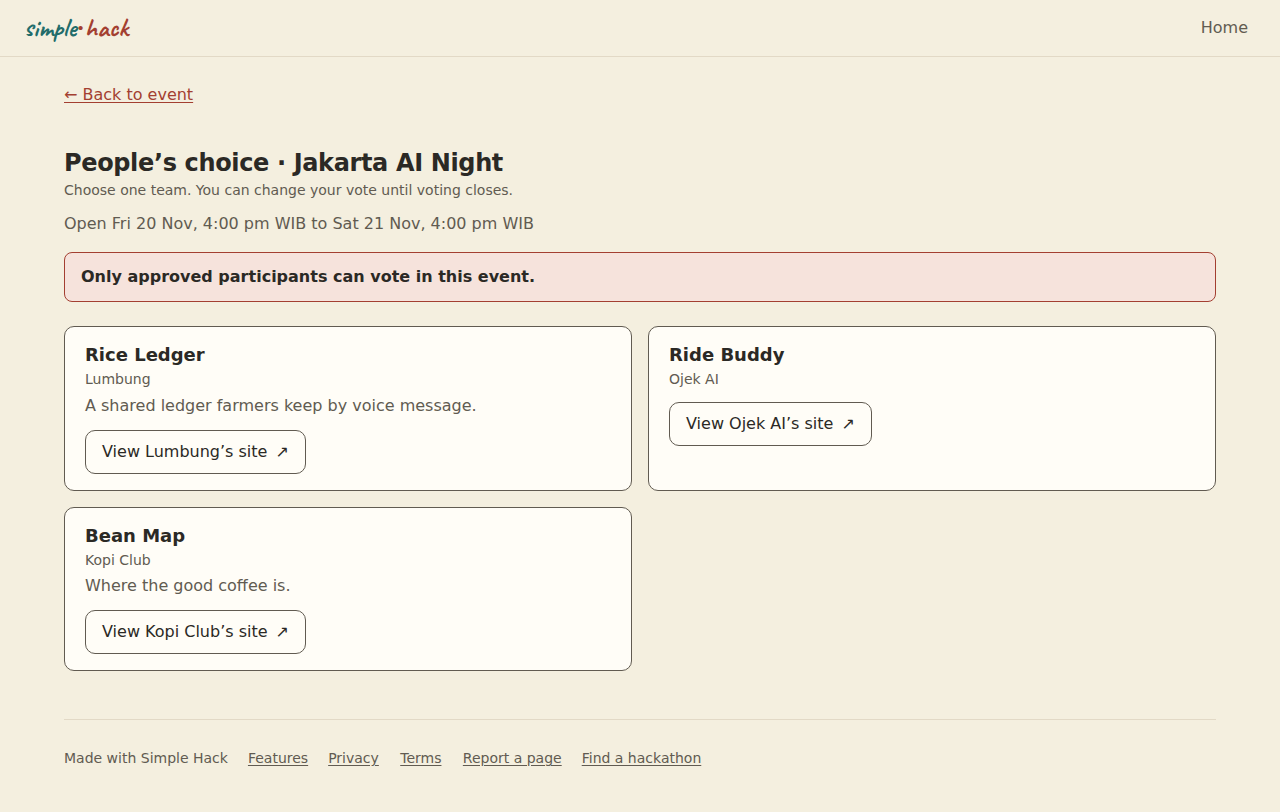 simple·hack
Home
← Back to event
People’s choice · Jakarta AI Night
Choose one team. You can change your vote until voting closes.
Open Fri 20 Nov, 4:00 pm WIB to Sat 21 Nov, 4:00 pm WIB
Only approved participants can vote in this event.
Rice Ledger
Lumbung
A shared ledger farmers keep by voice message.
View Lumbung’s site ↗
Ride Buddy
Ojek AI
View Ojek AI’s site ↗
Bean Map
Kopi Club
Where the good coffee is.
View Kopi Club’s site ↗
Made with Simple Hack Features Privacy Terms Report a page Find a hackathon